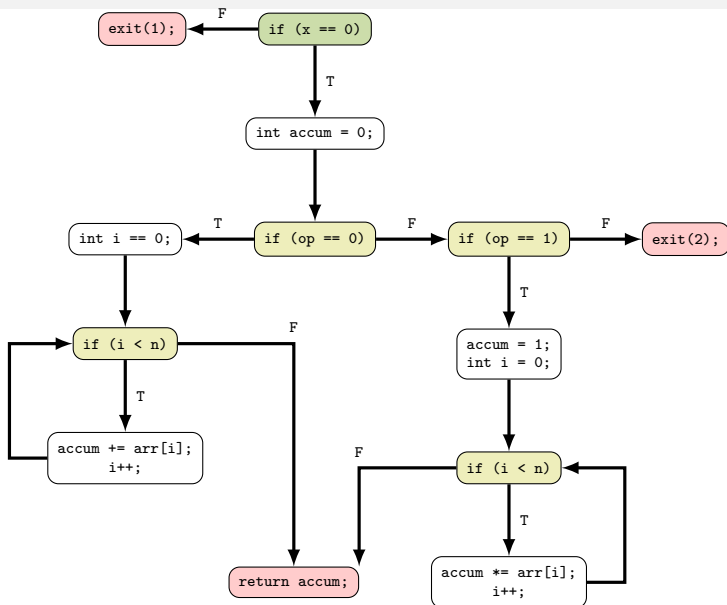 exit(1);
F
if (x == 0)
T
int accum = 0;
int i == 0;
T
if (op == 0)
F
if (op == 1)
F
exit(2);
T
if (i < n)
F
accum = 1;
int i = 0;
T
accum += arr[i];
i++;
F
if (i < n)
T
return accum;
accum *= arr[i];
i++;